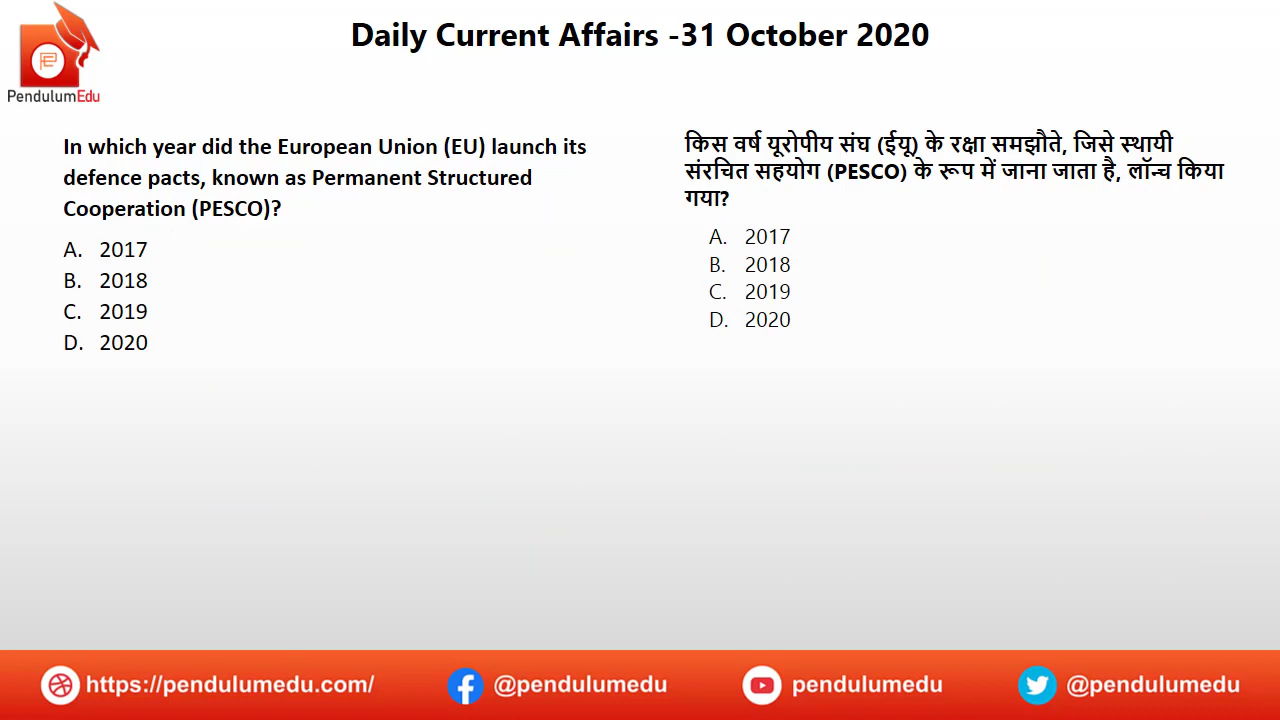 Daily Current Affairs -31 October 2020
PendulumEdu
In which year did the European Union (EU) launch its
defence pacts, known as Permanent Structured
Cooperation (PESCO)?
A. 2017
B. 2018
C. 2019
D. 2020
किस वर्ष यूरोपीय संघ (ईयू) के रक्षा समझौते, जिसे स्थायी
संरचित सहयोग (PESCO) के रूप में जाना जाता है, लॉन्च किया
गया?
A. 2017
B. 2018
C. 2019
D. 2020
https://pendulumedu.com/
@pendulumedu
pendulumedu
@pendulumedu